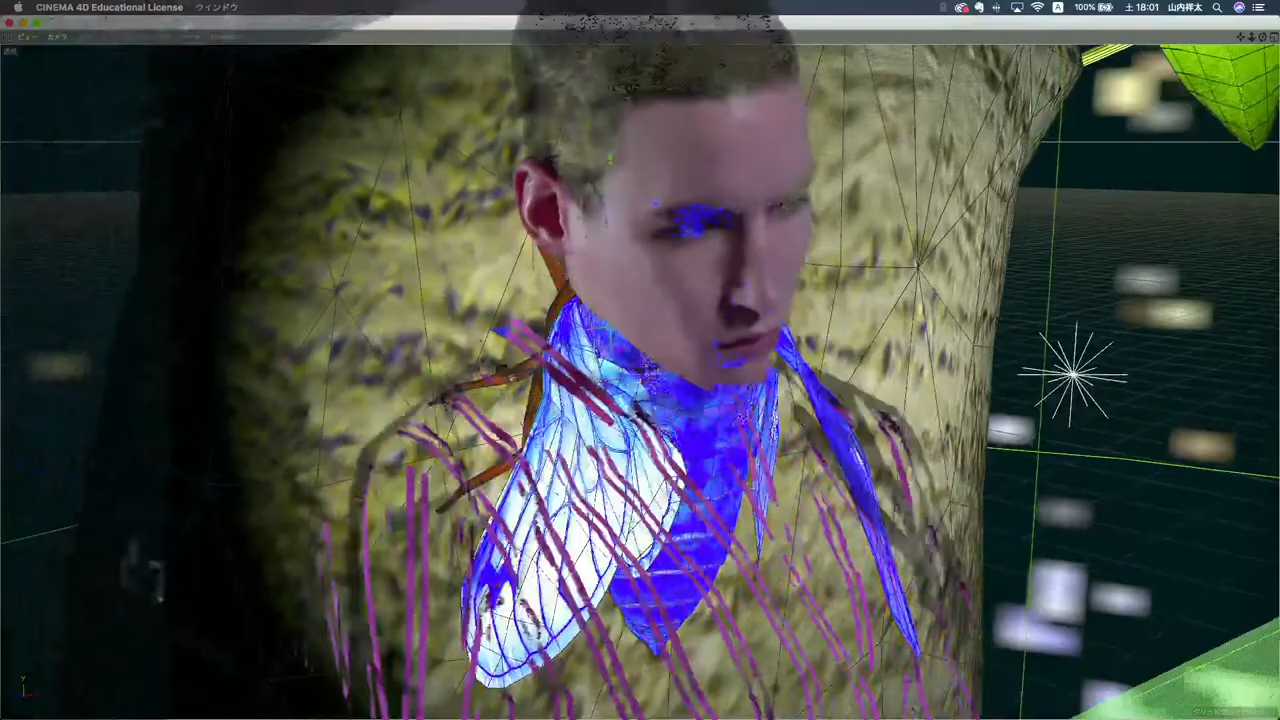 CINEMA 4D Educational License ウィンドウ 100% 土 18:01 山内祥太
ビュー カメラ
透視